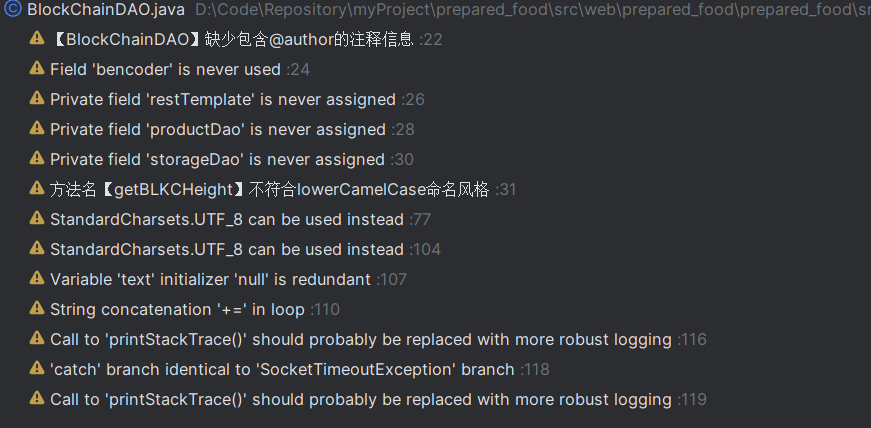 BlockChainDAO.java D:\Code\Repository\myProject\prepared_food\src\web\prepared_food\prepared_food\sr
【BlockChainDAO】缺少包含@author的注释信息 :22
Field 'bencoder' is never used :24
Private field 'restTemplate' is never assigned :26
Private field 'productDao' is never assigned :28
Private field 'storageDao' is never assigned :30
方法名【getBLKCHeight】不符合lowerCamelCase命名风格 :31
StandardCharsets.UTF_8 can be used instead :77
StandardCharsets.UTF_8 can be used instead :104
Variable 'text' initializer 'null' is redundant :107
String concatenation '+=' in loop :110
Call to 'printStackTrace()' should probably be replaced with more robust logging :116
'catch' branch identical to 'SocketTimeoutException' branch :118
Call to 'printStackTrace()' should probably be replaced with more robust logging :119